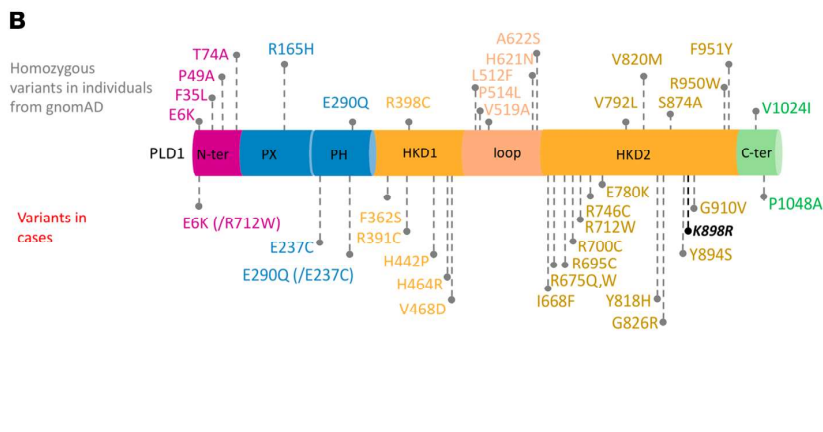 B
Homozygous
variants in individuals
from gnomAD
T74A
P49A
F35L
E6K
R165H
E290Q
R398C
A622S
H621N
L512F
P514L
V519A
V820M
V792L
S874A
F951Y
R950W
V1024I
PLD1
N-ter
PX
PH
HKD1
loop
HKD2
C-ter
Variants in
cases
E6K (/R712W)
E237C
E290Q (/E237C)
F362S
R391C
H442P
H464R
V468D
E780K
R746C
R712W
R700C
R695C
R675Q,W
I668F
Y818H
G826R
G910V
K898R
Y894S
P1048A